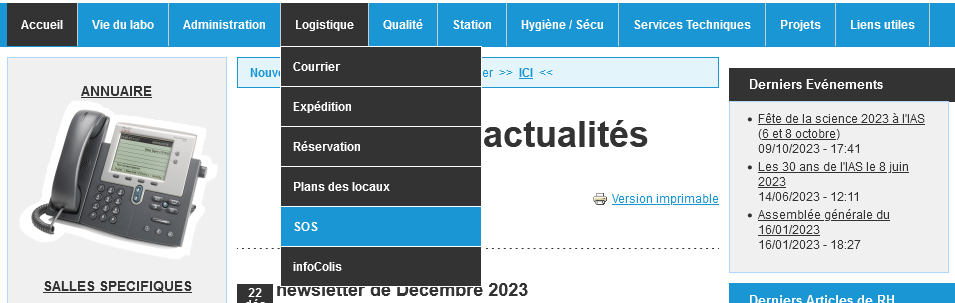 Accueil
Vie du labo
Administration
Logistique
Qualité
Station
Hygiène / Sécu
Services Techniques
Projets
Liens utiles
Courrier
Expédition
Réservation
Plans des locaux
SOS
infoColis
ANNUAIRE
SALLES SPECIFIQUES
>> ICI <<
actualités
Version imprimable
22
newsletter de Décembre 2023
Derniers Evénements
Fête de la science 2023 à l'IAS
(6 et 8 octobre)
09/10/2023 - 17:41
Les 30 ans de l'IAS le 8 juin
2023
14/06/2023 - 12:11
Assemblée générale du
16/01/2023
16/01/2023 - 18:27
Derniers Articles de RH